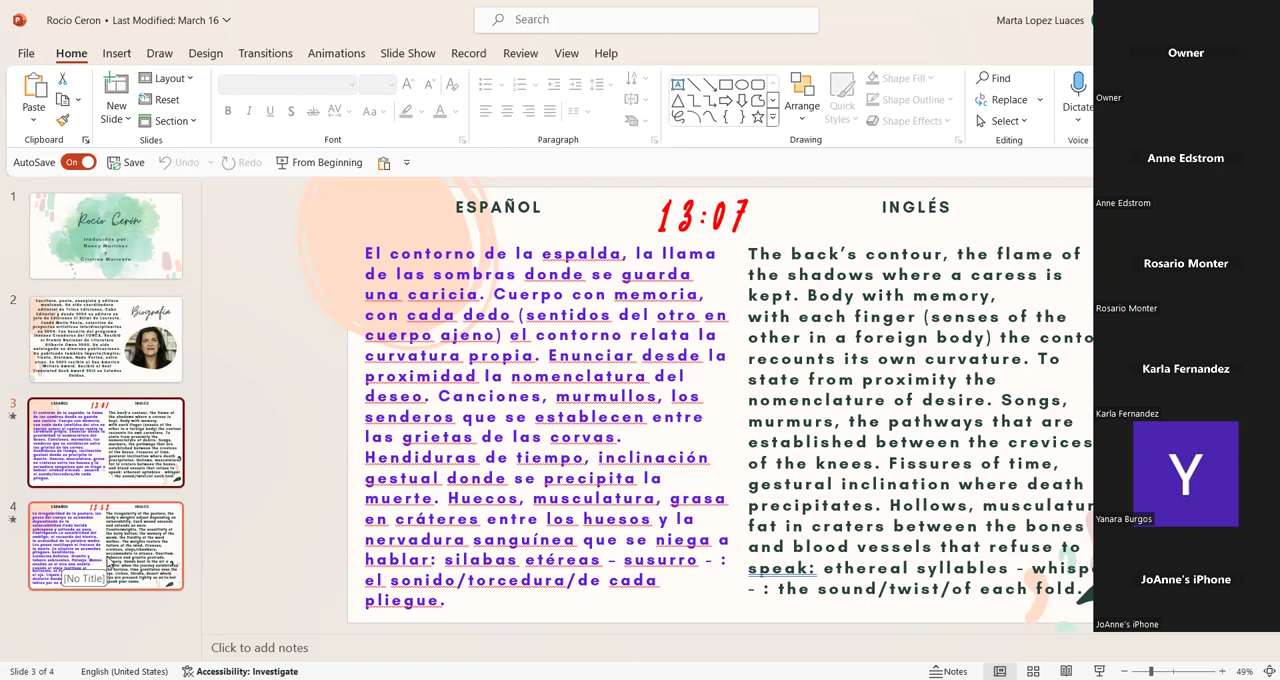 Rocio Ceron • Last Modified: March 16
Search
Marta Lopez Luaces
File Home Insert Draw Design Transitions Animations Slide Show Record Review View Help
Paste
New Slide
Layout
Reset
Section
Shape Fill
Shape Outline
Shape Effects
Arrange
Quick Styles
Find
Replace
Select
Dictate
Clipboard
Slides
Font
Paragraph
Drawing
Editing
Voice
AutoSave On Save Undo Redo From Beginning
1
Rocío Cerón
traducidos por:
Nancy Martinez
y
2
Biografía
3
4
[No Title]
ESPAÑOL
13:07
INGLÉS
El contorno de la espalda, la llama
de las sombras donde se guarda
una caricia. Cuerpo con memoria,
con cada dedo (sentidos del otro en
cuerpo ajeno) el contorno relata la
curvatura propia. Enunciar desde la
proximidad la nomenclatura del
deseo. Canciones, murmullos, los
senderos que se establecen entre
las grietas de las corvas.
Hendiduras de tiempo, inclinación
gestual donde se precipita la
muerte. Huecos, musculatura, grasa
en cráteres entre los huesos y la
nervadura sanguínea que se niega a
hablar: silabas etéreas – susurro – :
el sonido/torcedura/de cada
pliegue.
The back’s contour, the flame of
the shadows where a caress is
kept. Body with memory,
with each finger (senses of the
other in a foreign body) the conto
recounts its own curvature. To
state from proximity the
nomenclature of desire. Songs,
murmurs, the pathways that are
established between the crevices
of the knees. Fissures of time,
gestural inclination where death
precipitates. Hollows, musculatur
fat in craters between the bones
and blood vessels that refuse to
speak: ethereal syllables - whisp
- : the sound/twist/of each fold.
Click to add notes
Slide 3 of 4 English (United States) Accessibility: Investigate
Notes
49%
Owner
Owner
Anne Edstrom
Anne Edstrom
Rosario Monter
Rosario Monter
Karla Fernandez
Karla Fernandez
Y
Yanara Burgos
JoAnne’s iPhone
JoAnne’s iPhone